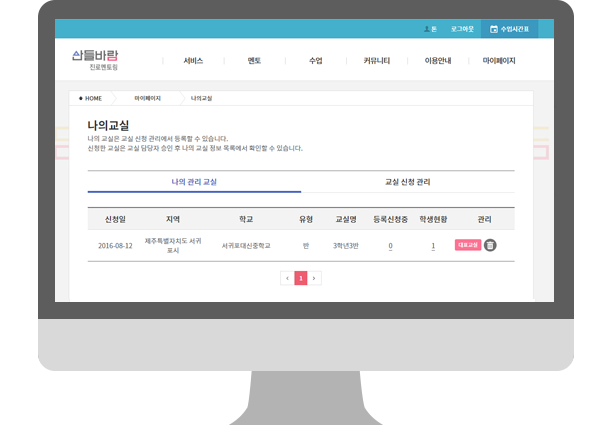 톤 로그아웃 수업시간표
산들바람
진로멘토링
서비스 멘토 수업 커뮤니티 이용안내 마이페이지
HOME 마이페이지 나의교실
나의교실
나의 교실은 교실 신청 관리에서 등록할 수 있습니다.
신청한 교실은 교실 담당자 승인 후 나의 교실 정보 목록에서 확인할 수 있습니다.
나의 관리 교실 교실 신청 관리
신청일 지역 학교 유형 교실명 등록신청중 학생현황 관리
2016-08-12 제주특별자치도 서귀포시 서귀포대신중학교 반 3학년3반 0 1 대표교실
< 1 >